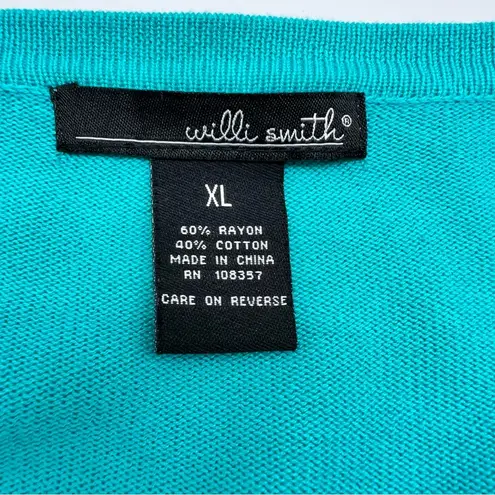 willi smith®
XL
60% RAYON
40% COTTON
MADE IN CHINA
RN 108357
CARE ON REVERSE